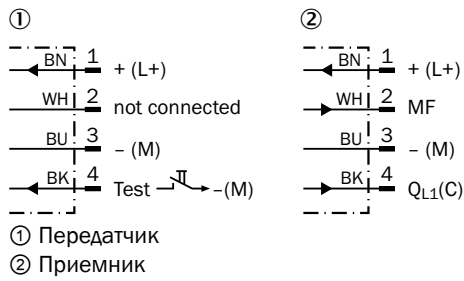 ① ②
BN 1 + (L+) BN 1 + (L+)
WH 2 not connected WH 2 MF
BU 3 – (M) BU 3 – (M)
BK 4 Test –(M) BK 4 QL1(C)
① Передатчик
② Приемник